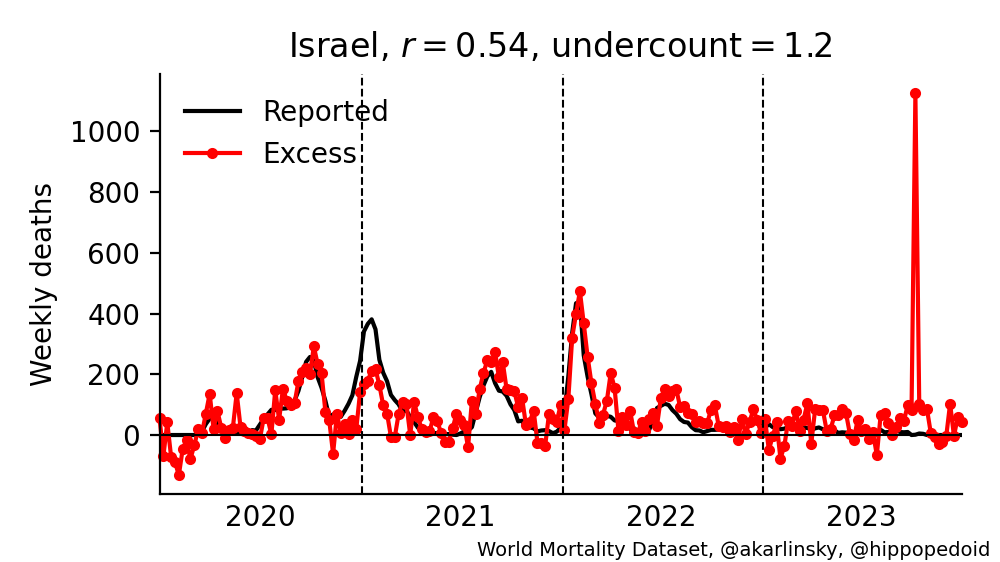 Israel, r = 0.54, undercount = 1.2
Reported
Excess
Weekly deaths
1000
800
600
400
200
0
2020 2021 2022 2023
World Mortality Dataset, @akarlinsky, @hippopedoid